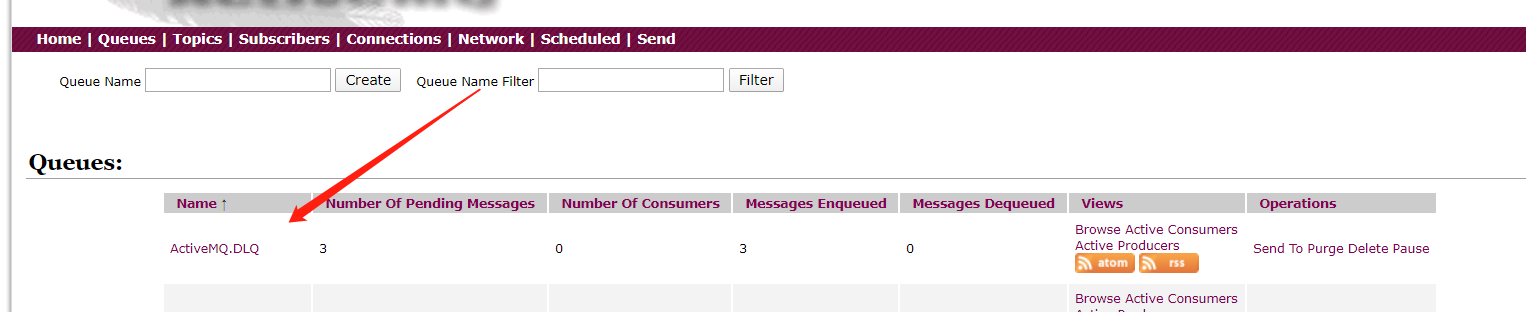 Home | Queues | Topics | Subscribers | Connections | Network | Scheduled | Send
Queue Name Create Queue Name Filter Filter
Queues:
Name ↑ Number Of Pending Messages Number Of Consumers Messages Enqueued Messages Dequeued Views Operations
ActiveMQ.DLQ 3 0 3 0 Browse Active Consumers Send To Purge Delete Pause
Active Producers
atom rss
Browse Active Consumers